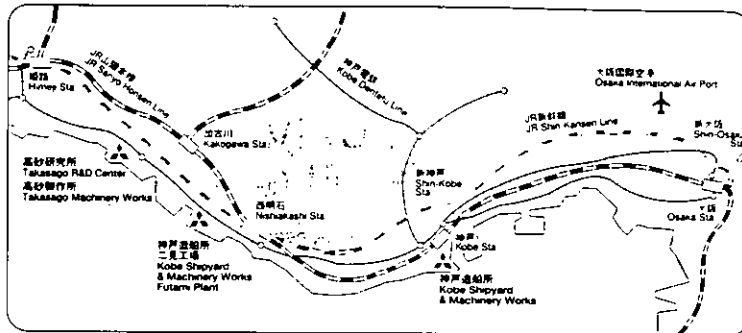 姫路
Himeji Sta
JR山陽本線
JR Sanyo Honsen Line
神戸電鉄
Kobe Dentetu Line
大坂国際空港
Osaka International Air Port
加古川
Kakogawa Sta
JR新幹線
JR Shin Kansen Line
新大坂
Shin-Osaka
Sta
高砂研究所
Takasago R&D Center
高砂製作所
Takasago Machinery Works
西明石
Nishiakashi Sta
新神戸
Shin-Kobe
Sta
大坂
Osaka Sta
神戸
Kobe Sta
神戸造船所
二見工場
Kobe Shipyard
& Machinery Works
Futami Plant
神戸造船所
Kobe Shipyard
& Machinery Works